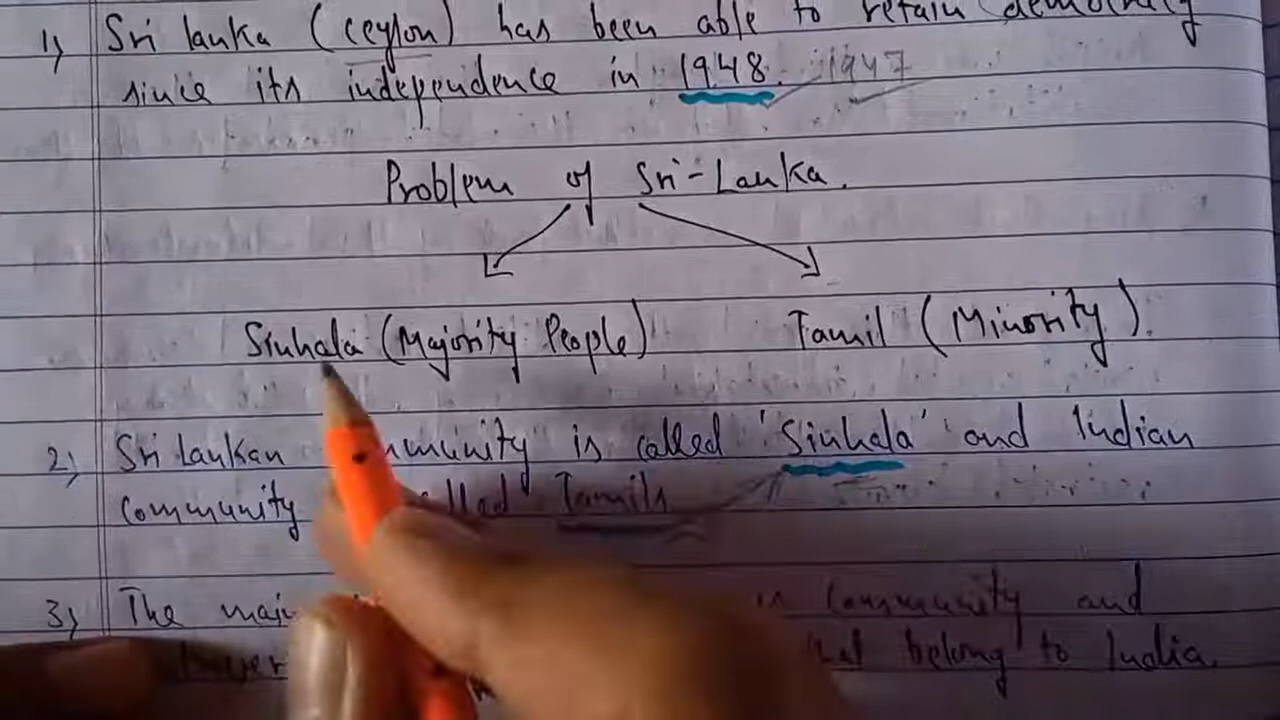 1) Sri lanka (ceylon) has been able to retain democracy
since its independence in 1948. 1947
Problem of Sri-Lanka.
Sinhala (Majority People) Tamil (Minority).
2) Sri Lankan community is called 'Sinhala' and Indian
community called Tamils
3) The community and
belong to India.